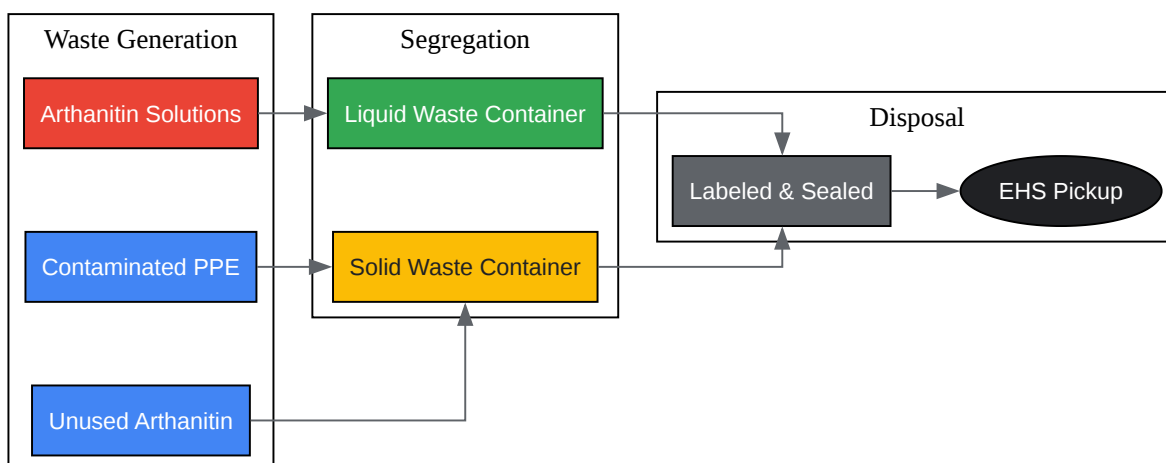 Waste Generation
Segregation
Disposal
Arthanitin Solutions
Liquid Waste Container
Labeled & Sealed
EHS Pickup
Contaminated PPE
Solid Waste Container
Unused Arthanitin